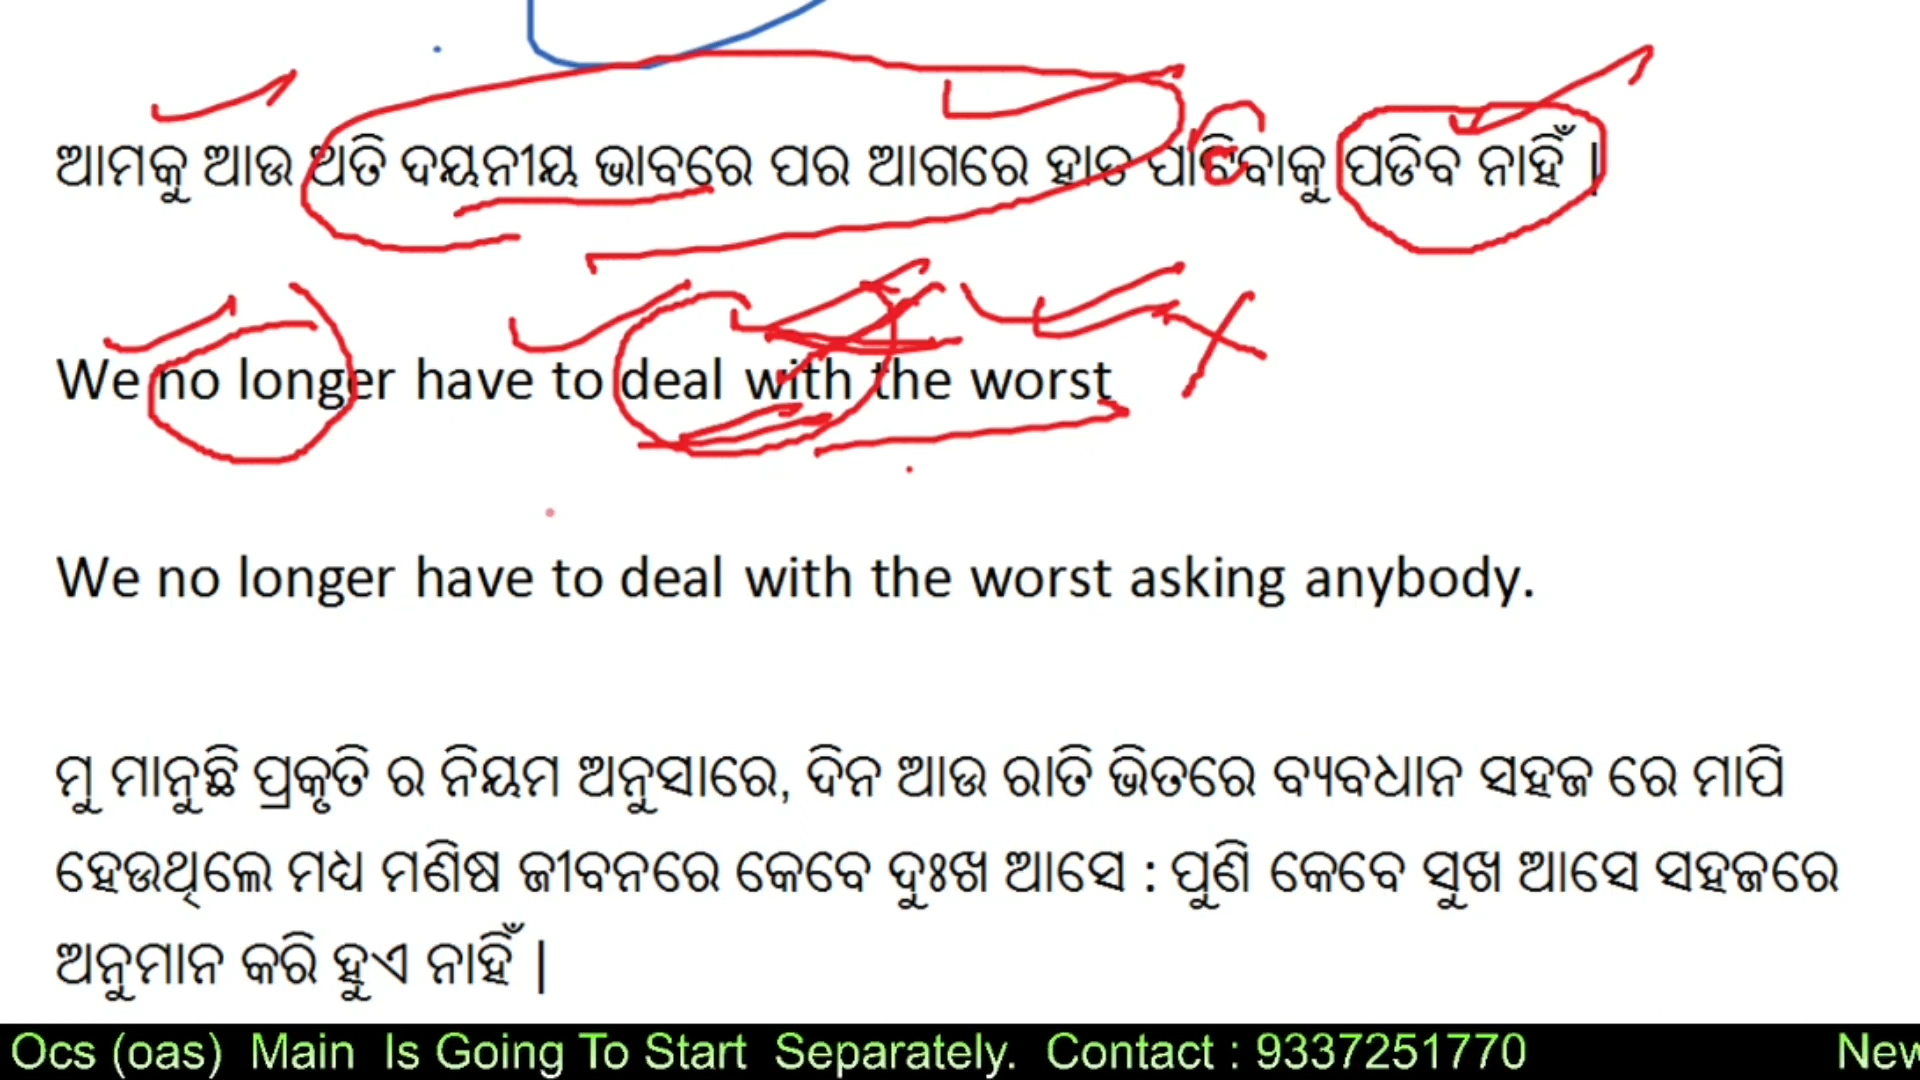 ଆମକୁ ଆଉ ଅତି ଦୟନୀୟ ଭାବରେ ପର ଆଗରେ ହାତ ପାତିବାକୁ ପଡିବ ନାହିଁ |
We no longer have to deal with the worst
We no longer have to deal with the worst asking anybody.
ମୁ ମାନୁଛି ପ୍ରକୃତି ର ନିୟମ ଅନୁସାରେ, ଦିନ ଆଉ ରାତି ଭିତରେ ବ୍ୟବଧାନ ସହଜ ରେ ମାପି
ହେଉଥିଲେ ମଧ୍ୟ ମଣିଷ ଜୀବନରେ କେବେ ଦୁଃଖ ଆସେ : ପୁଣି କେବେ ସୁଖ ଆସେ ସହଜରେ
ଅନୁମାନ କରି ହୁଏ ନାହିଁ |
Ocs (oas) Main Is Going To Start Separately. Contact : 9337251770 New